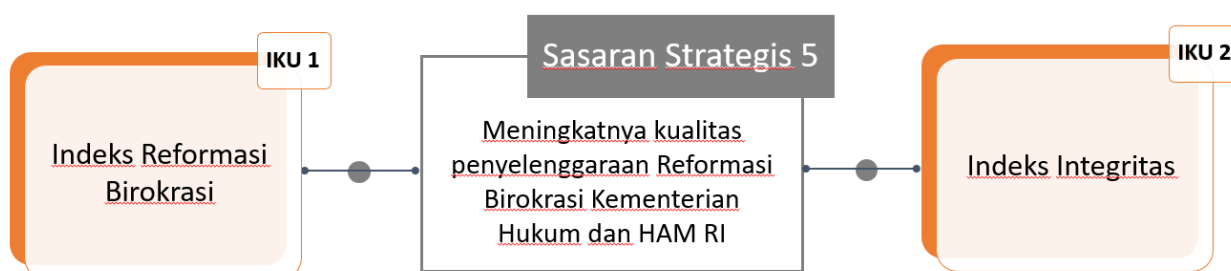 IKU 1
Indeks Reformasi
Birokrasi
Sasaran Strategis 5
Meningkatnya kualitas
penyelenggaraan Reformasi
Birokrasi Kementerian
Hukum dan HAM RI
IKU 2
Indeks Integritas